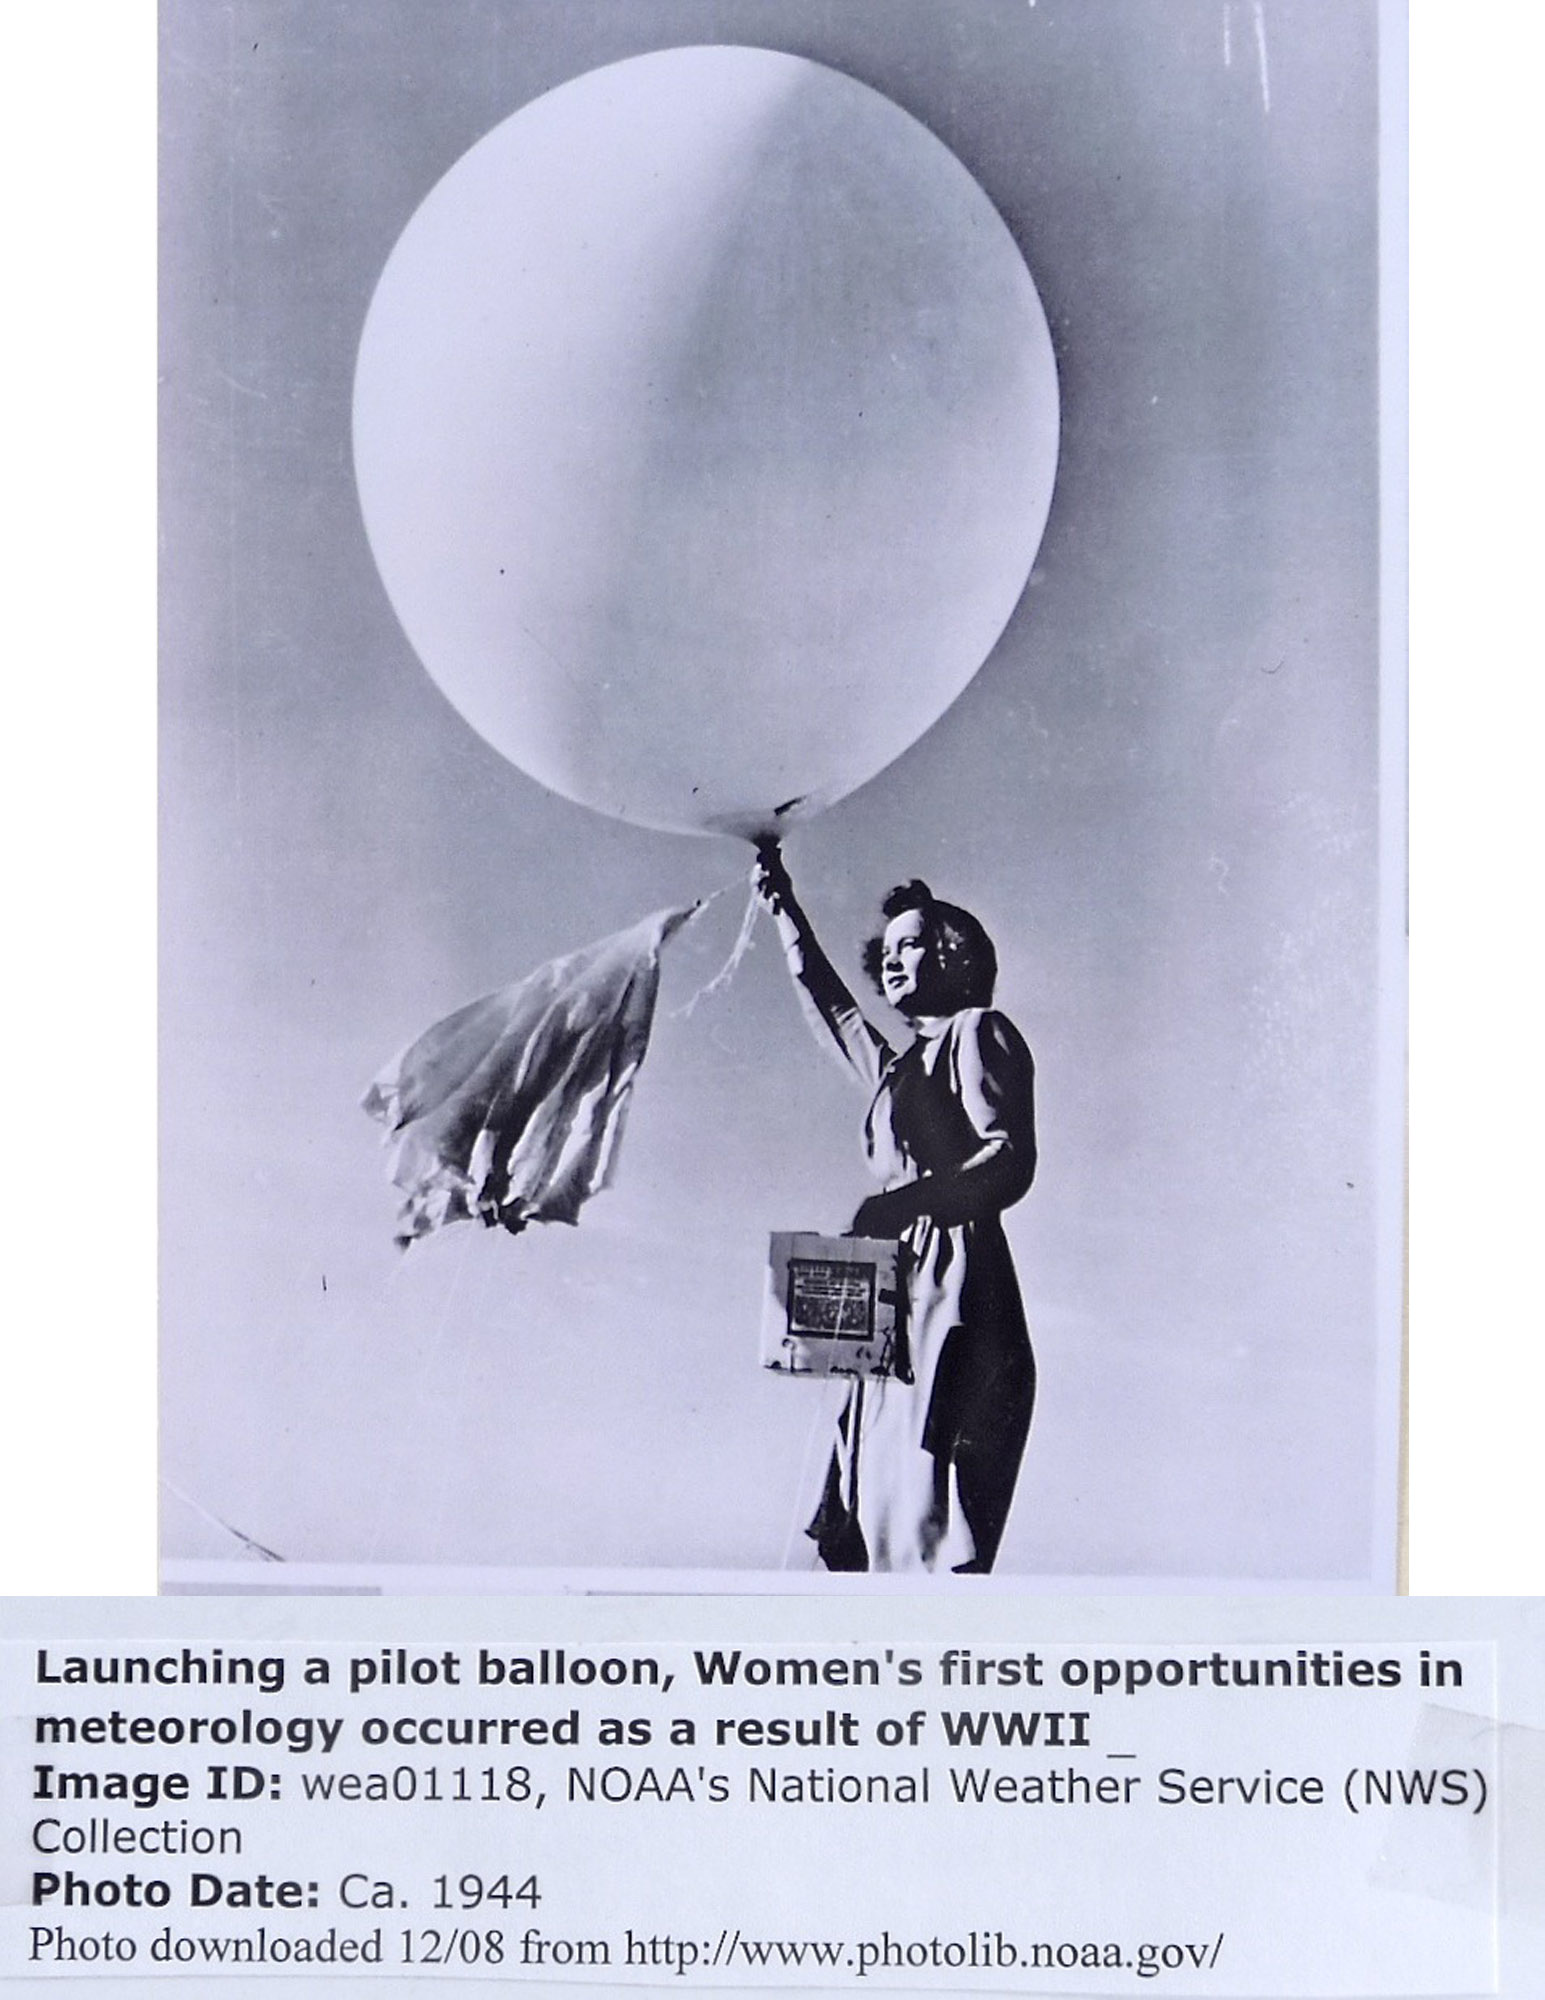 Launching a pilot balloon, Women's first opportunities in
meteorology occurred as a result of WWII _
Image ID: wea01118, NOAA's National Weather Service (NWS)
Collection
Photo Date: Ca. 1944
Photo downloaded 12/08 from http://www.photolib.noaa.gov/